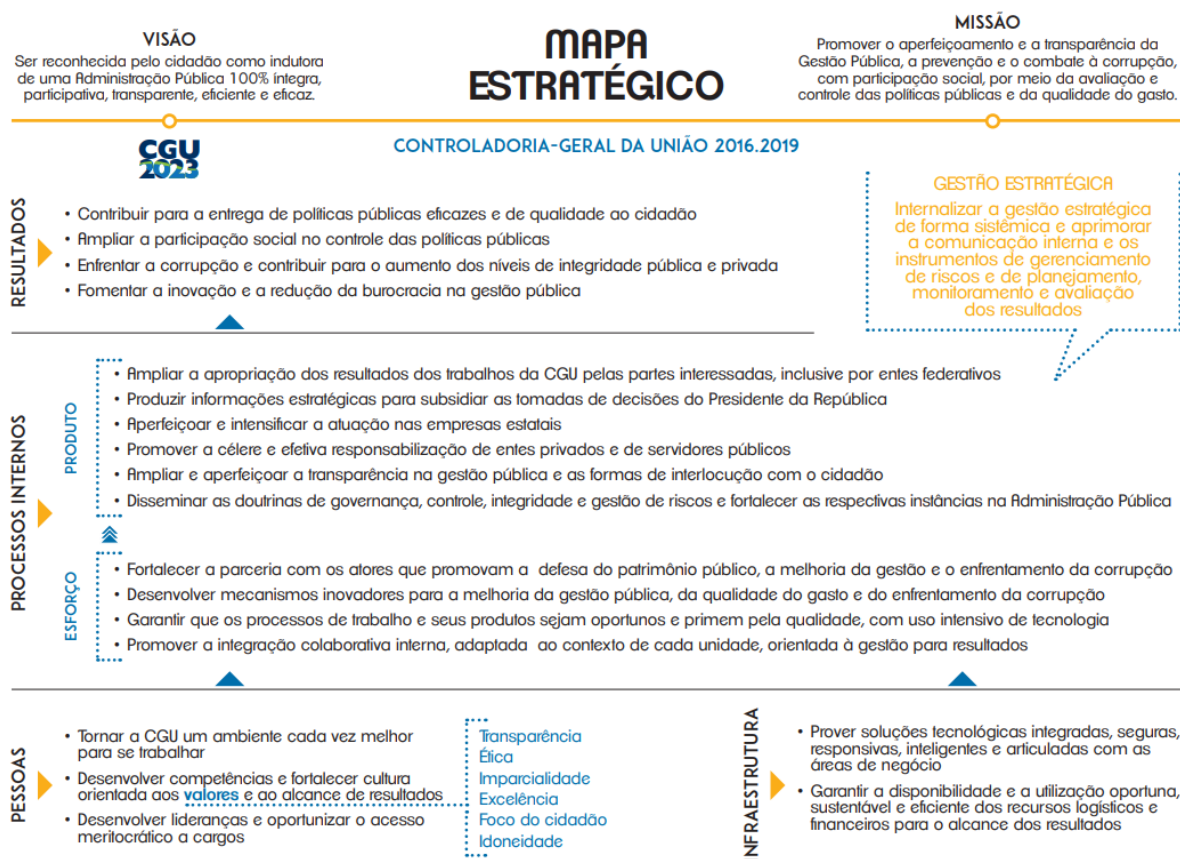 VISÃO
Ser reconhecida pelo cidadão como indutora
de uma Administração Pública 100% íntegra,
participativa, transparente, eficiente e eficaz.
MAPA
ESTRATÉGICO
MISSÃO
Promover o aperfeiçoamento e a transparência da
Gestão Pública, a prevenção e o combate à corrupção,
com participação social, por meio da avaliação e
controle das políticas públicas e da qualidade do gasto.
CGU
2023
CONTROLADORIA-GERAL DA UNIÃO 2016.2019
RESULTADOS
• Contribuir para a entrega de políticas públicas eficazes e de qualidade ao cidadão
• Ampliar a participação social no controle das políticas públicas
• Enfrentar a corrupção e contribuir para o aumento dos níveis de integridade pública e privada
• Fomentar a inovação e a redução da burocracia na gestão pública
GESTÃO ESTRATÉGICA
Internalizar a gestão estratégica
de forma sistêmica e aprimorar
a comunicação interna e os
instrumentos de gerenciamento
de riscos e de planejamento,
monitoramento e avaliação
dos resultados
PROCESSOS INTERNOS
PRODUTO
• Ampliar a apropriação dos resultados dos trabalhos da CGU pelas partes interessadas, inclusive por entes federativos
• Produzir informações estratégicas para subsidiar as tomadas de decisões do Presidente da República
• Aperfeiçoar e intensificar a atuação nas empresas estatais
• Promover a célere e efetiva responsabilização de entes privados e de servidores públicos
• Ampliar e aperfeiçoar a transparência na gestão pública e as formas de interlocução com o cidadão
• Disseminar as doutrinas de governança, controle, integridade e gestão de riscos e fortalecer as respectivas instâncias na Administração Pública
ESFORÇO
• Fortalecer a parceria com os atores que promovam a defesa do patrimônio público, a melhoria da gestão e o enfrentamento da corrupção
• Desenvolver mecanismos inovadores para a melhoria da gestão pública, da qualidade do gasto e do enfrentamento da corrupção
• Garantir que os processos de trabalho e seus produtos sejam oportunos e primem pela qualidade, com uso intensivo de tecnologia
• Promover a integração colaborativa interna, adaptada ao contexto de cada unidade, orientada à gestão para resultados
PESSOAS
• Tornar a CGU um ambiente cada vez melhor
para se trabalhar
• Desenvolver competências e fortalecer cultura
orientada aos valores e ao alcance de resultados
• Desenvolver lideranças e oportunizar o acesso
meritocrático a cargos
Transparência
Ética
Imparcialidade
Excelência
Foco do cidadão
Idoneidade
NFRAESTRUTURA
• Prover soluções tecnológicas integradas, seguras,
responsivas, inteligentes e articuladas com as
áreas de negócio
• Garantir a disponibilidade e a utilização oportuna,
sustentável e eficiente dos recursos logísticos e
financeiros para o alcance dos resultados